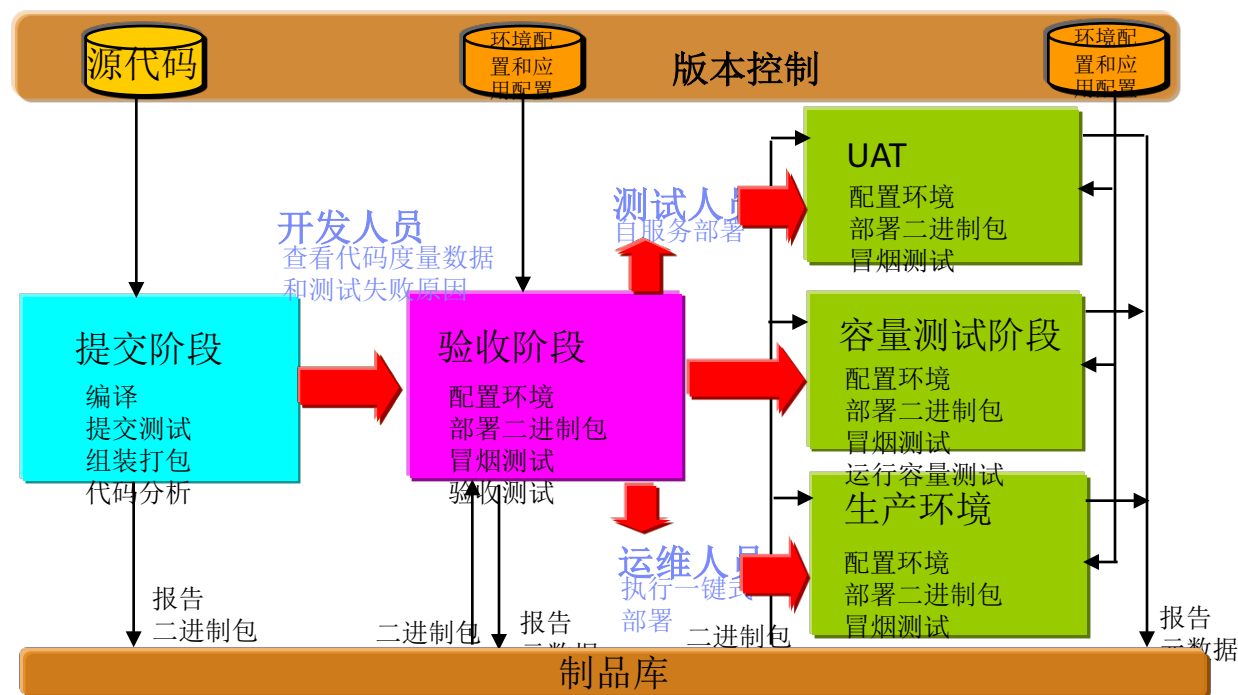 源代码
环境配
置和应
用配置
版本控制
环境配
置和应
用配置
开发人员
查看代码度量数据
和测试失败原因
测试人员
自服务部署
UAT
配置环境
部署二进制包
冒烟测试
提交阶段
编译
提交测试
组装打包
代码分析
验收阶段
配置环境
部署二进制包
冒烟测试
验收测试
容量测试阶段
配置环境
部署二进制包
冒烟测试
运行容量测试
运维人员
执行一键式
部署
生产环境
配置环境
部署二进制包
冒烟测试
报告
二进制包
二进制包
报告
元数据
二进制包
报告
元数据
制品库